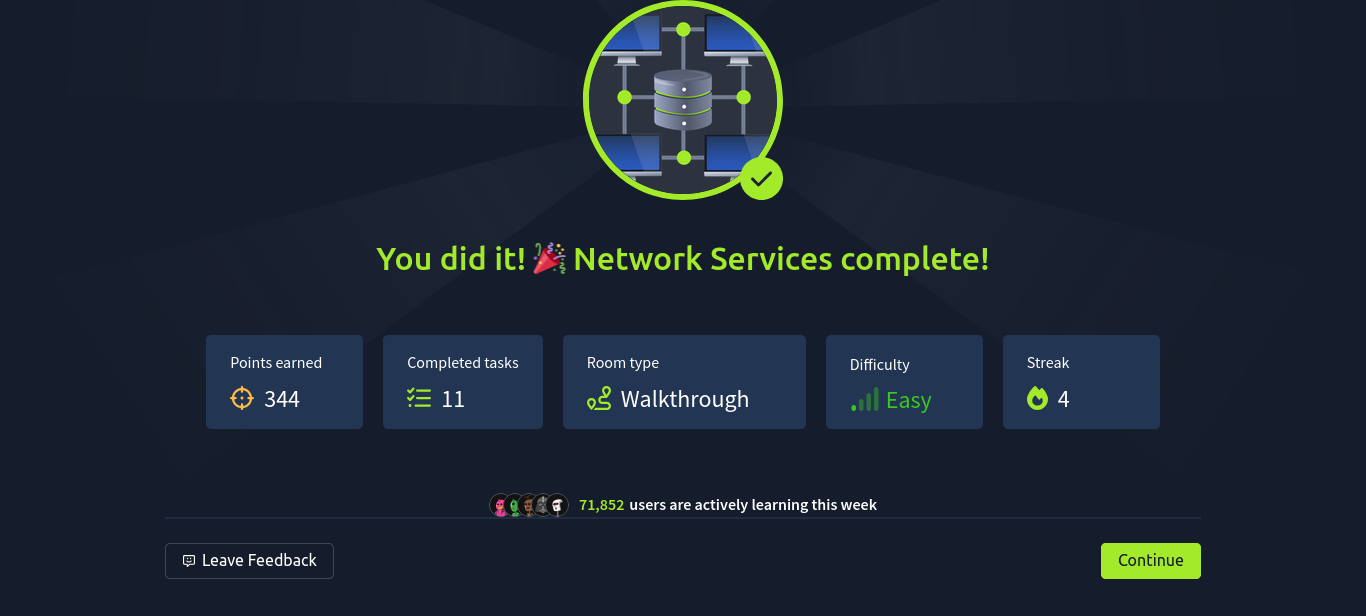 You did it! 🎉 Network Services complete!
Points earned
344
Completed tasks
11
Room type
Walkthrough
Difficulty
Easy
Streak
4
71,852 users are actively learning this week
Leave Feedback
Continue